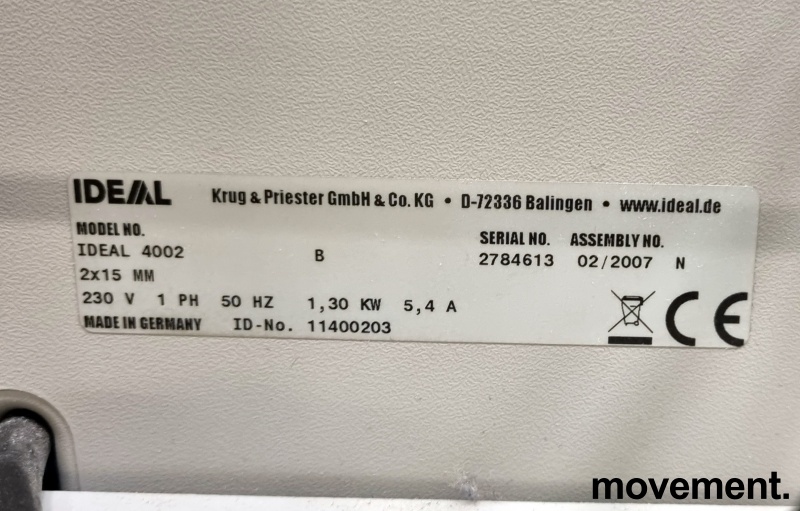 IDEAL Krug & Priester GmbH & Co. KG • D-72336 Balingen • www.ideal.de
MODEL NO. SERIAL NO. ASSEMBLY NO.
IDEAL 4002 B 2784613 02/2007 N
2x15 MM
230 V 1 PH 50 HZ 1,30 KW 5,4 A
MADE IN GERMANY ID-No. 11400203
CE
movement.